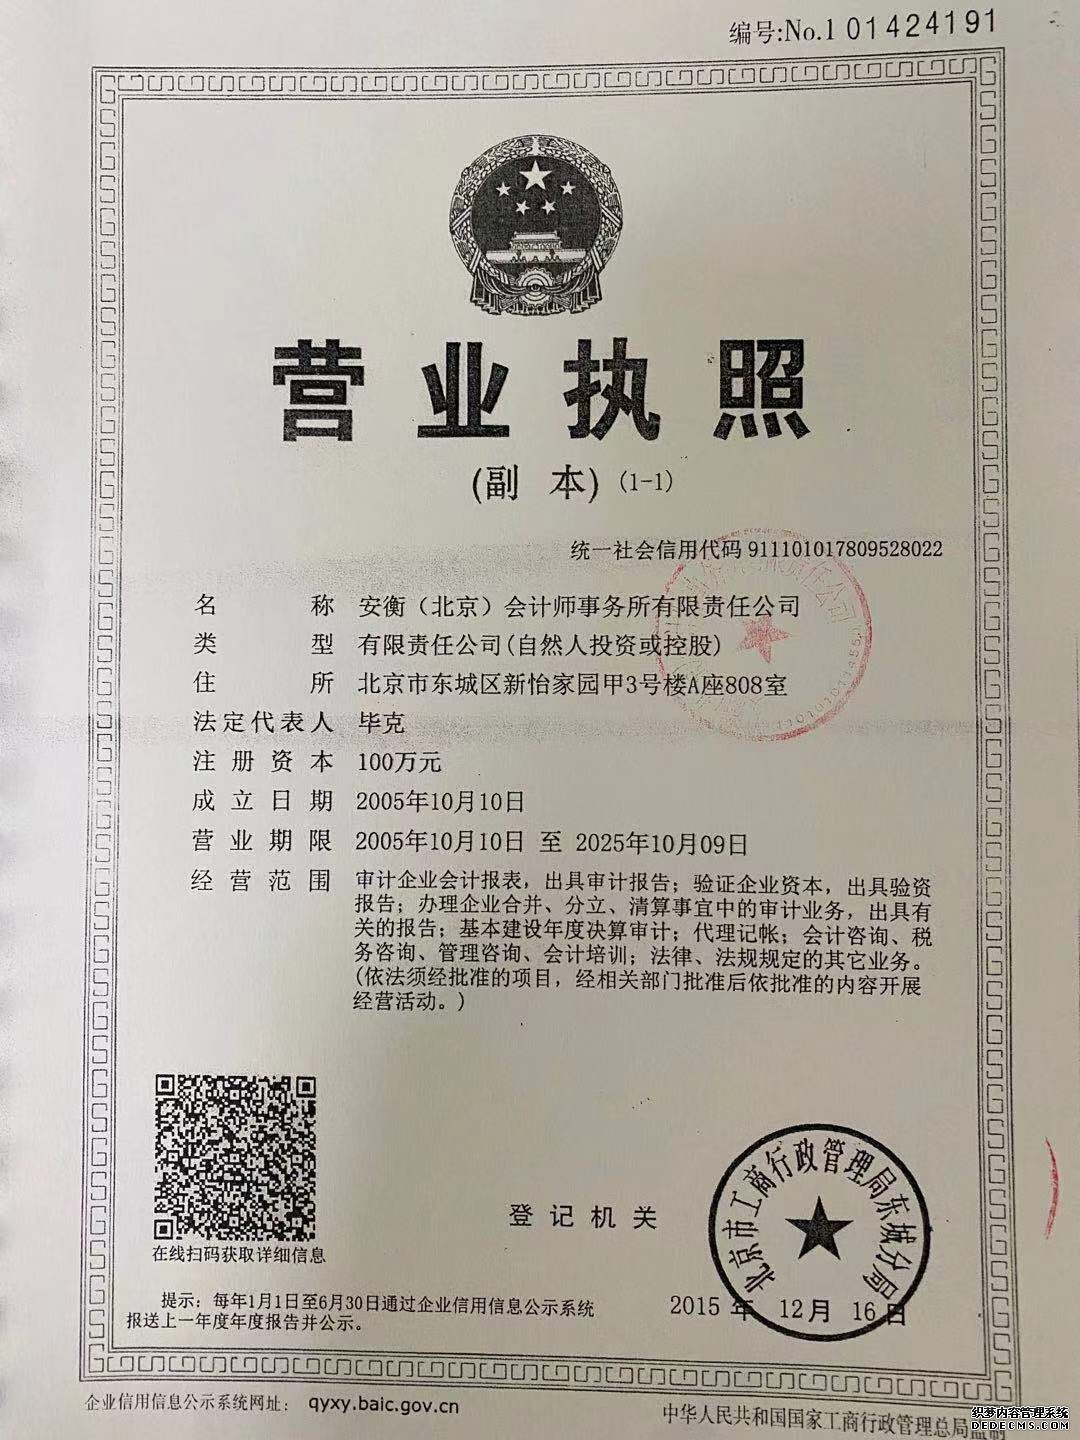 编号:No.1 01424191
营业执照
(副 本) (1-1)
统一社会信用代码 911101017809528022
名 称 安衡（北京）会计师事务所有限责任公司
类 型 有限责任公司(自然人投资或控股)
住 所 北京市东城区新怡家园甲3号楼A座808室
法定代表人 毕克
注册资本 100万元
成立日期 2005年10月10日
营业期限 2005年10月10日 至 2025年10月09日
经营范围 审计企业会计报表，出具审计报告；验证企业资本，出具验资
报告；办理企业合并、分立、清算事宜中的审计业务，出具有
关的报告；基本建设年度决算审计；代理记帐；会计咨询、税
务咨询、管理咨询、会计培训；法律、法规规定的其它业务。
(依法须经批准的项目，经相关部门批准后依批准的内容开展
经营活动。)
在线扫码获取详细信息
登记机关
北京市工商行政管理局东城分局
2015 年 12 月 16 日
提示：每年1月1日至6月30日通过企业信用信息公示系统
报送上一年度年度报告并公示。
企业信用信息公示系统网址： qyxy.baic.gov.cn
中华人民共和国国家工商行政管理总局监制
织梦内容管理系统
DEDECMS.COM